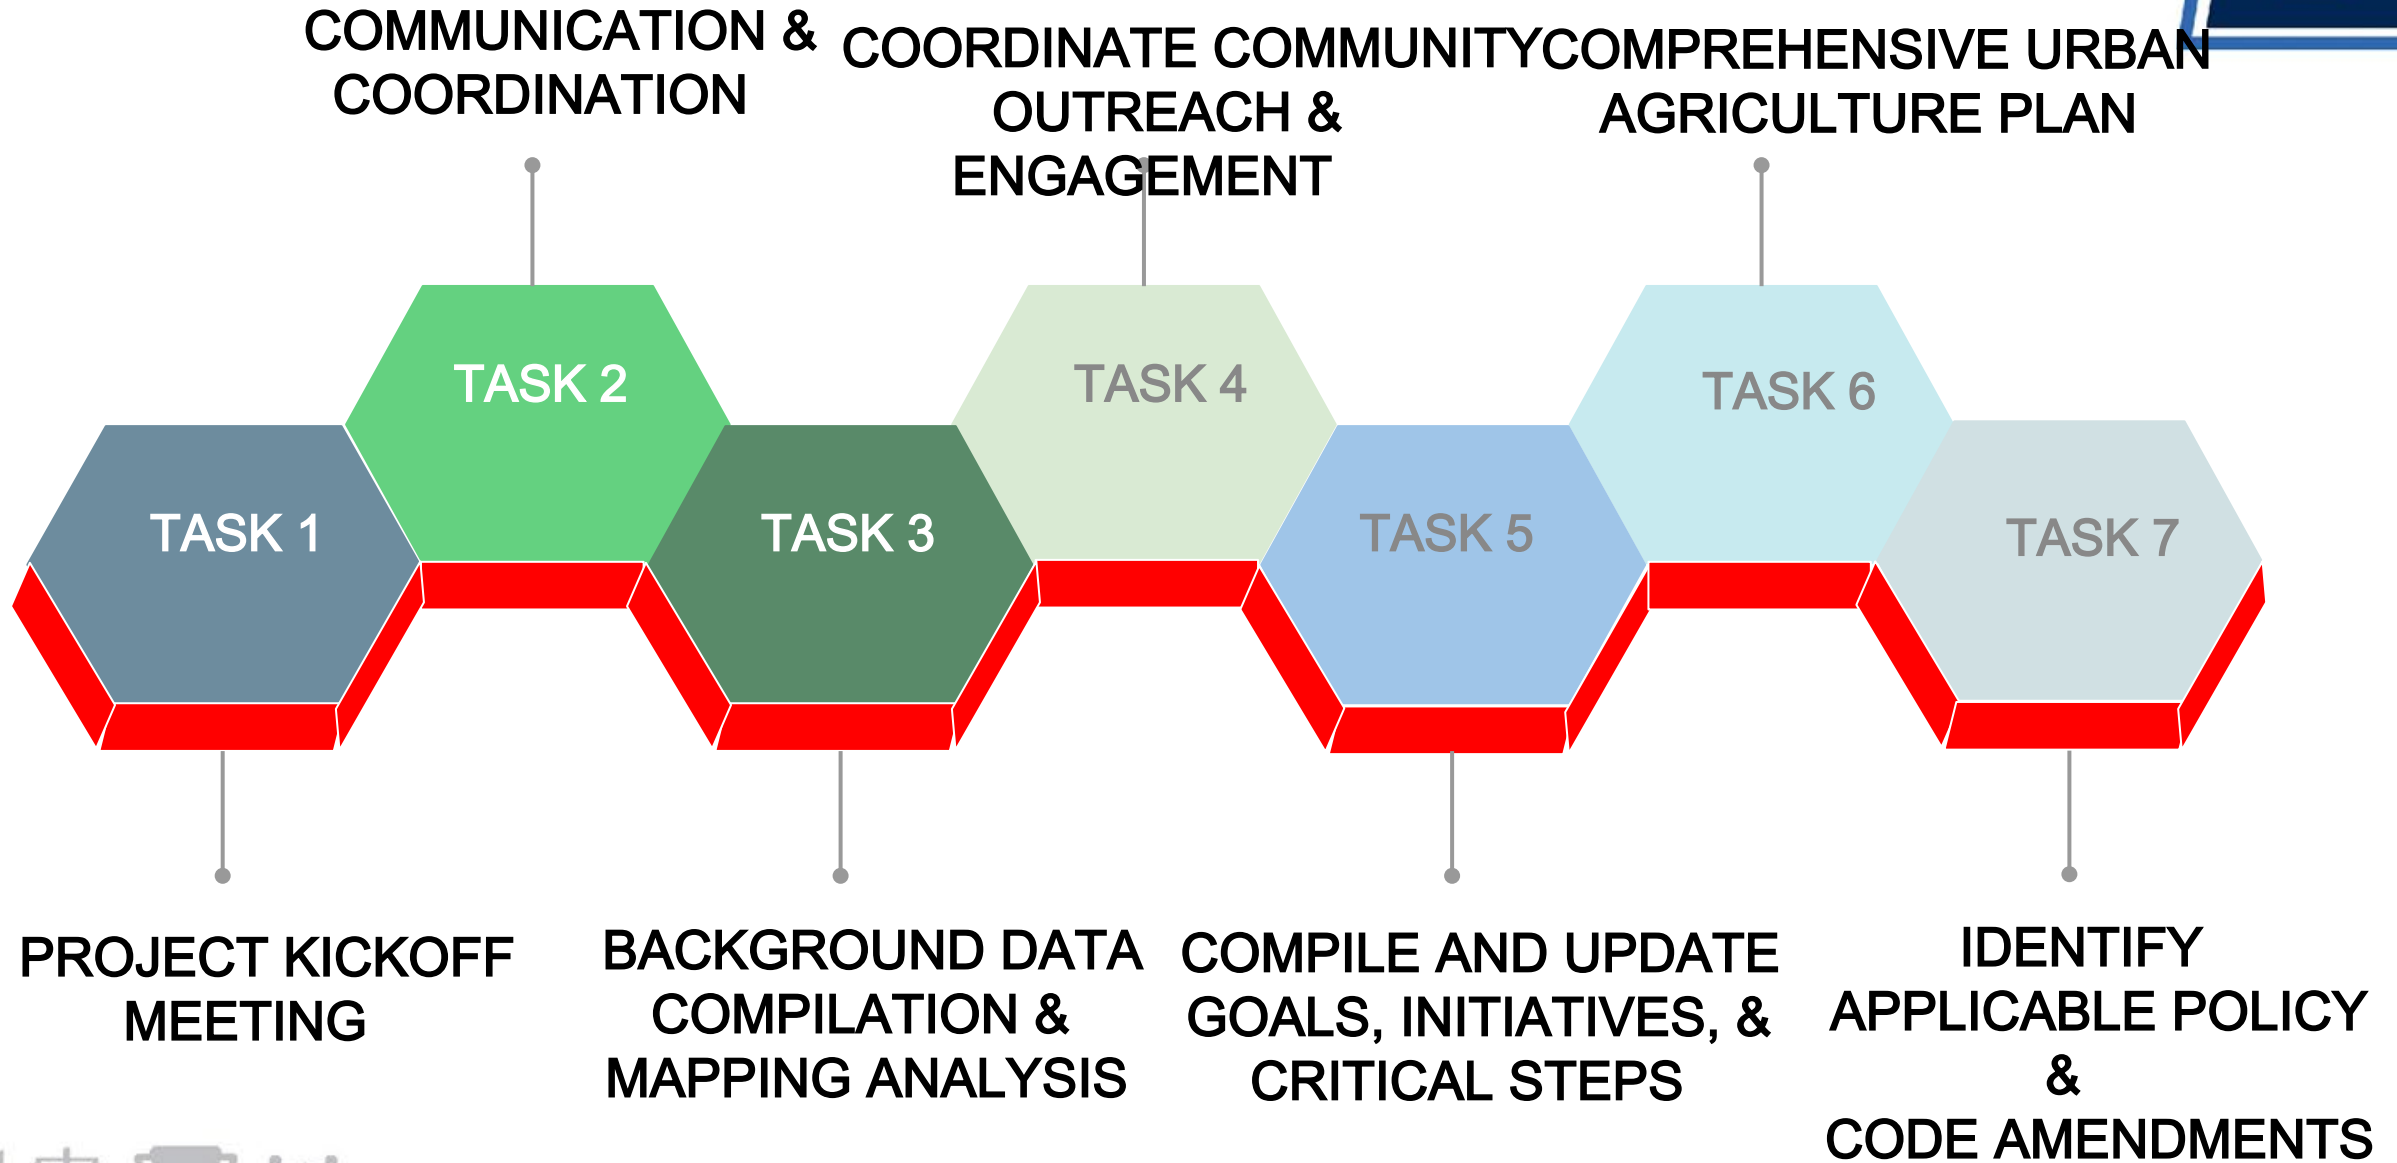 COMMUNICATION &
COORDINATION
COORDINATE COMMUNITY
OUTREACH &
ENGAGEMENT
COMPREHENSIVE URBAN
AGRICULTURE PLAN
TASK 1
TASK 2
TASK 3
TASK 4
TASK 5
TASK 6
TASK 7
PROJECT KICKOFF
MEETING
BACKGROUND DATA
COMPILATION &
MAPPING ANALYSIS
COMPILE AND UPDATE
GOALS, INITIATIVES, &
CRITICAL STEPS
IDENTIFY
APPLICABLE POLICY
&
CODE AMENDMENTS